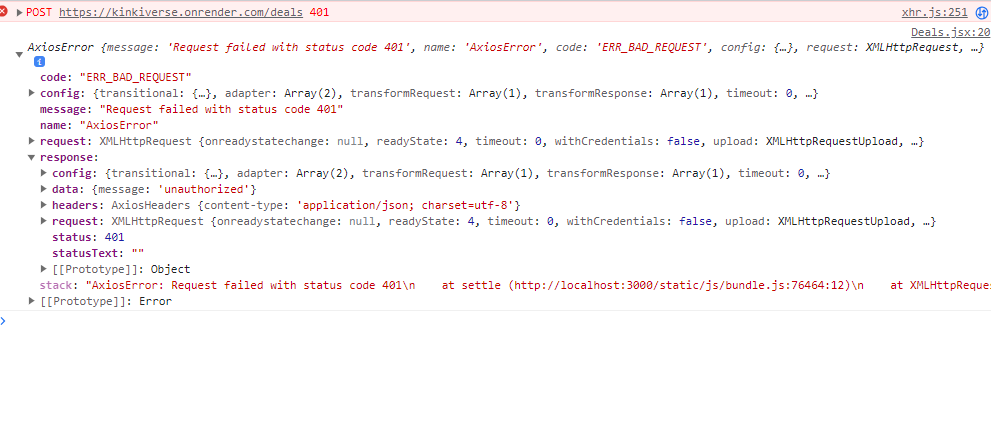 POST https://kinkiverse.onrender.com/deals 401 xhr.js:251
Deals.jsx:20
AxiosError {message: 'Request failed with status code 401', name: 'AxiosError', code: 'ERR_BAD_REQUEST', config: {…}, request: XMLHttpRequest, …}
i
code: "ERR_BAD_REQUEST"
config: {transitional: {…}, adapter: Array(2), transformRequest: Array(1), transformResponse: Array(1), timeout: 0, …}
message: "Request failed with status code 401"
name: "AxiosError"
request: XMLHttpRequest {onreadystatechange: null, readyState: 4, timeout: 0, withCredentials: false, upload: XMLHttpRequestUpload, …}
response:
config: {transitional: {…}, adapter: Array(2), transformRequest: Array(1), transformResponse: Array(1), timeout: 0, …}
data: {message: 'unauthorized'}
headers: AxiosHeaders {content-type: 'application/json; charset=utf-8'}
request: XMLHttpRequest {onreadystatechange: null, readyState: 4, timeout: 0, withCredentials: false, upload: XMLHttpRequestUpload, …}
status: 401
statusText: ""
[[Prototype]]: Object
stack: "AxiosError: Request failed with status code 401\n    at settle (http://localhost:3000/static/js/bundle.js:76464:12)\n    at XMLHttpReques
[[Prototype]]: Error